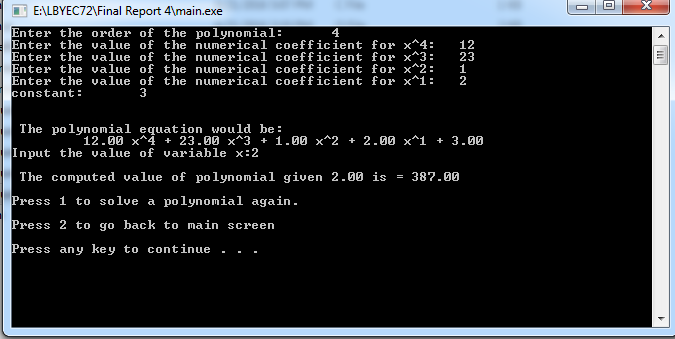 E:\LBYEC72\Final Report 4\main.exe
Enter the order of the polynomial: 4
Enter the value of the numerical coefficient for x^4: 12
Enter the value of the numerical coefficient for x^3: 23
Enter the value of the numerical coefficient for x^2: 1
Enter the value of the numerical coefficient for x^1: 2
constant: 3
The polynomial equation would be:
12.00 x^4 + 23.00 x^3 + 1.00 x^2 + 2.00 x^1 + 3.00
Input the value of variable x:2
The computed value of polynomial given 2.00 is = 387.00
Press 1 to solve a polynomial again.
Press 2 to go back to main screen
Press any key to continue . . .